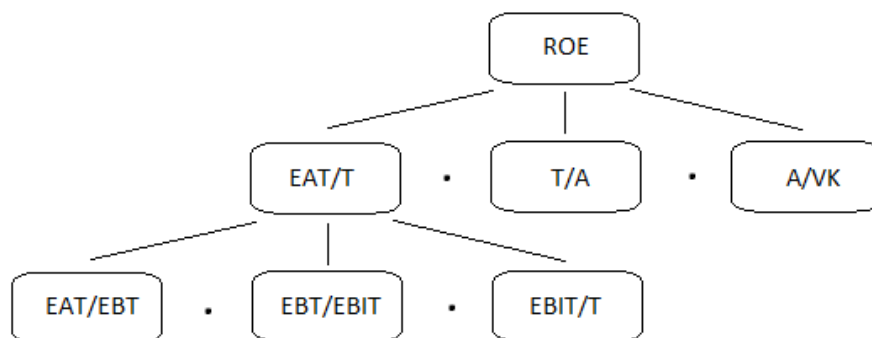 ROE
EAT/T · T/A · A/VK
EAT/EBT · EBT/EBIT · EBIT/T